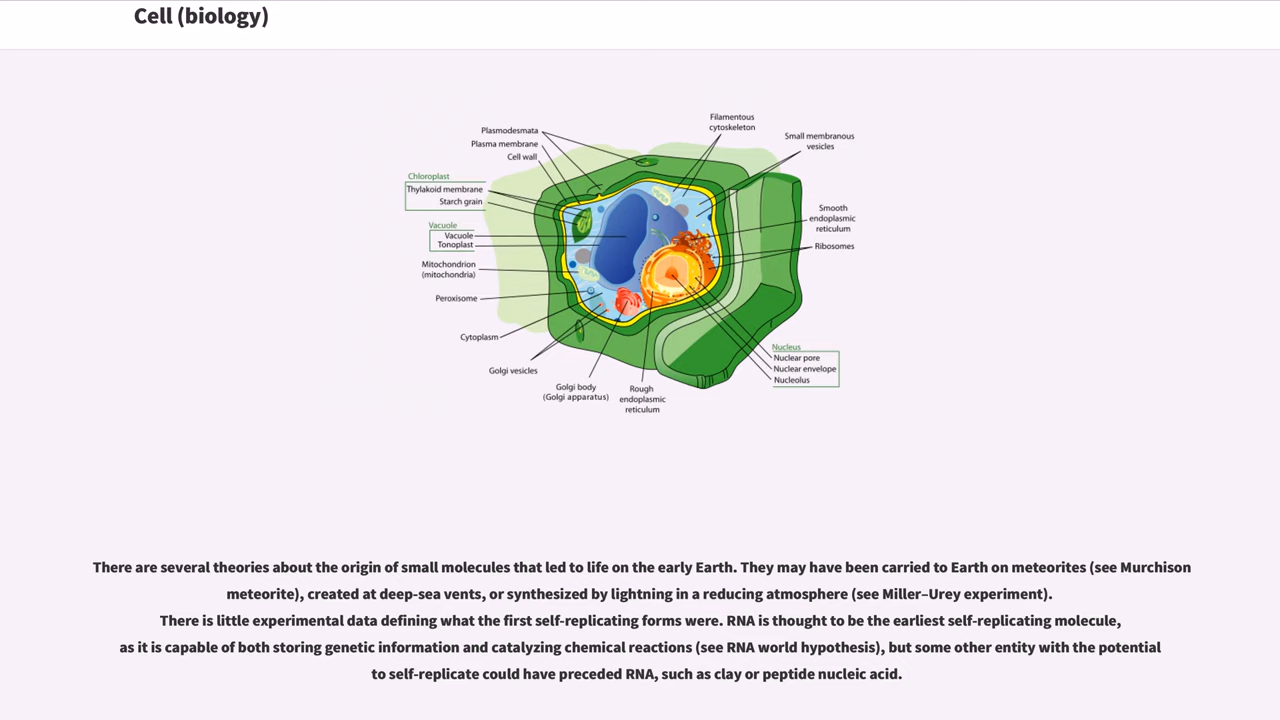 Cell (biology)
Filamentous
cytoskeleton
Small membranous
vesicles
Plasmodesmata
Plasma membrane
Cell wall
Chloroplast
Thylakoid membrane
Starch grain
Vacuole
Vacuole
Tonoplast
Mitochondrion
(mitochondria)
Peroxisome
Cytoplasm
Golgi vesicles
Golgi body
(Golgi apparatus)
Rough
endoplasmic
reticulum
Smooth
endoplasmic
reticulum
Ribosomes
Nucleus
Nuclear pore
Nuclear envelope
Nucleolus
There are several theories about the origin of small molecules that led to life on the early Earth. They may have been carried to Earth on meteorites (see Murchison
meteorite), created at deep-sea vents, or synthesized by lightning in a reducing atmosphere (see Miller–Urey experiment).
There is little experimental data defining what the first self-replicating forms were. RNA is thought to be the earliest self-replicating molecule,
as it is capable of both storing genetic information and catalyzing chemical reactions (see RNA world hypothesis), but some other entity with the potential
to self-replicate could have preceded RNA, such as clay or peptide nucleic acid.